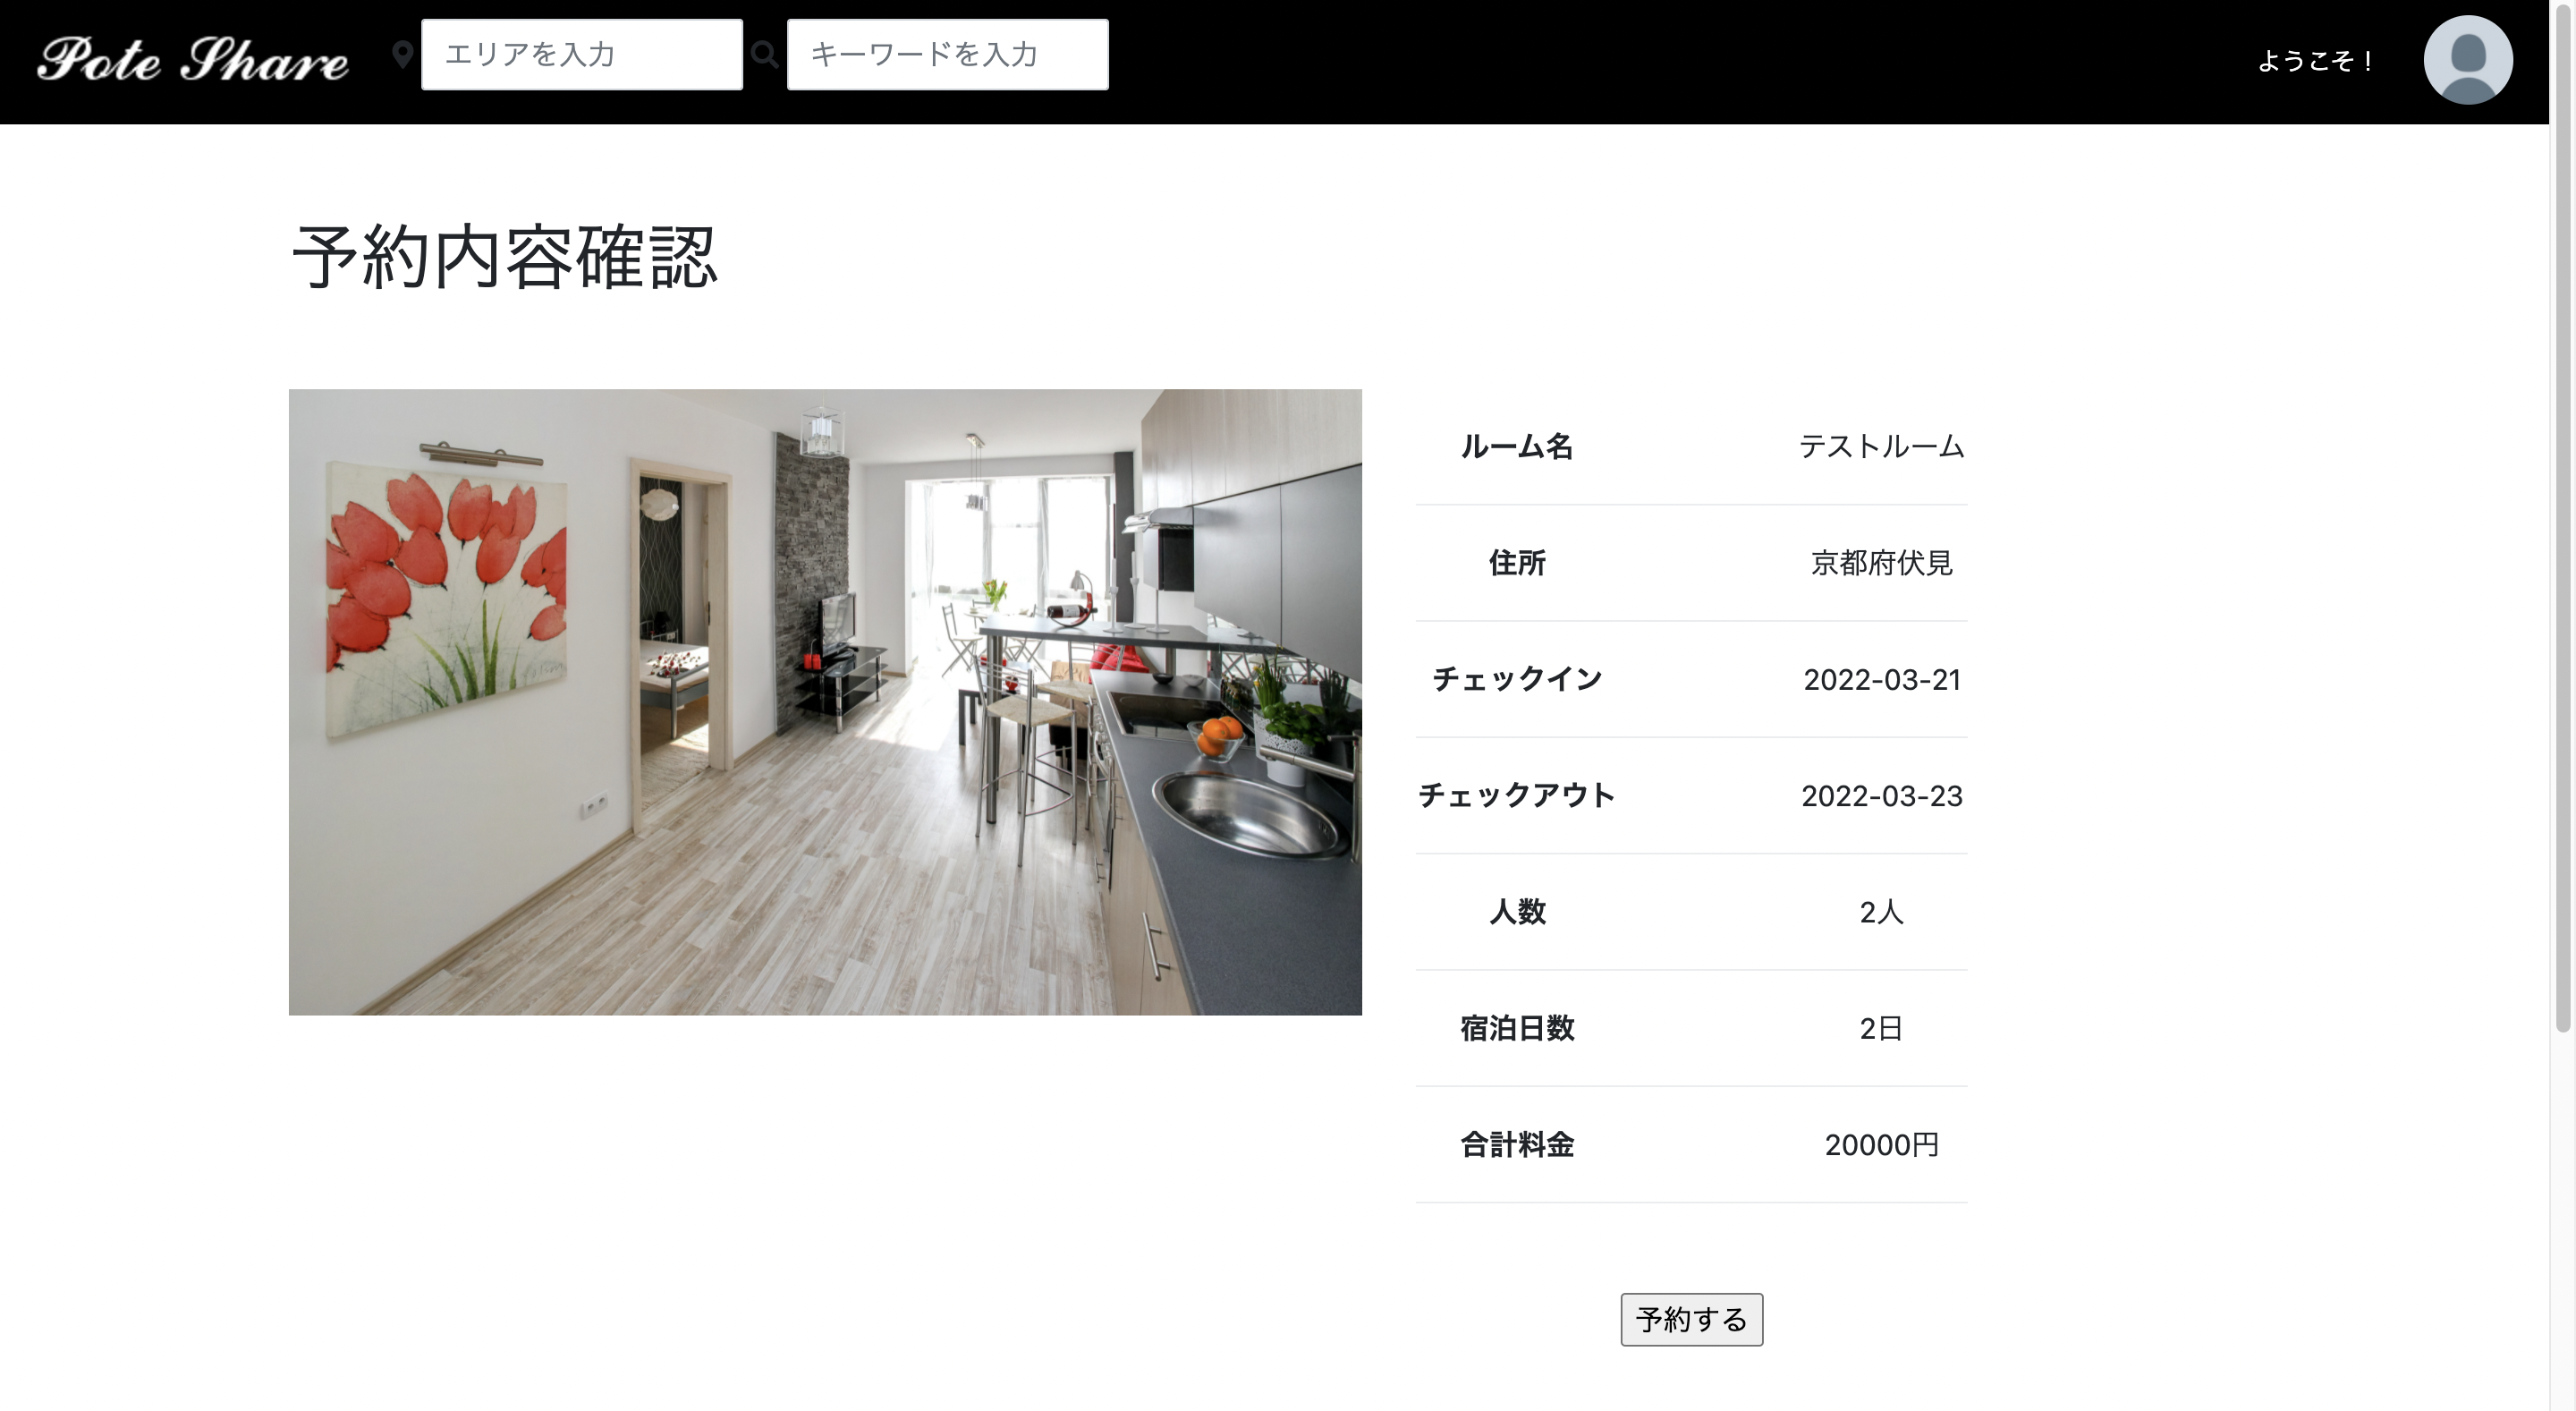 Pote Share
エリアを入力
キーワードを入力
ようこそ！
予約内容確認
ルーム名 テストルーム
住所 京都府伏見
チェックイン 2022-03-21
チェックアウト 2022-03-23
人数 2人
宿泊日数 2日
合計料金 20000円
予約する